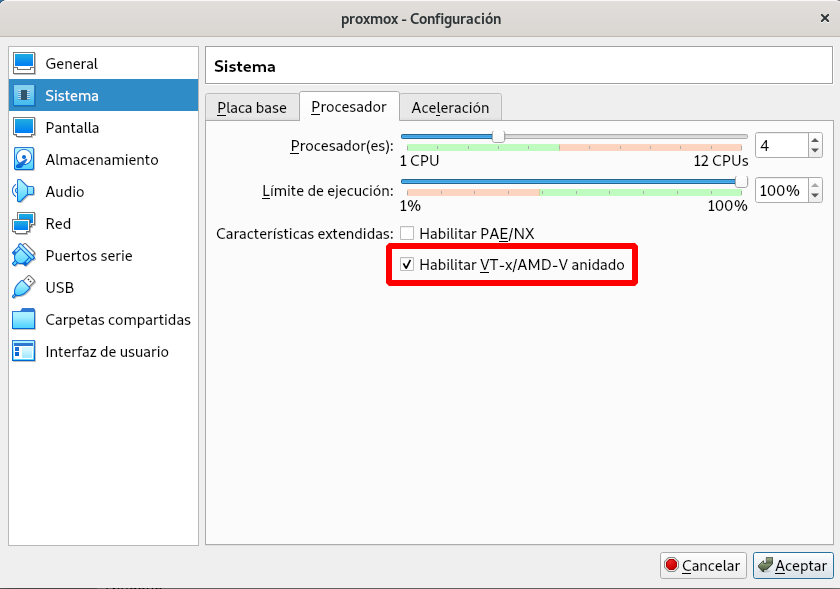 proxmox - Configuración
General
Sistema
Pantalla
Almacenamiento
Audio
Red
Puertos serie
USB
Carpetas compartidas
Interfaz de usuario
Sistema
Placa base Procesador Aceleración
Procesador(es): 4
1 CPU 12 CPUs
Límite de ejecución: 100%
1% 100%
Características extendidas: Habilitar PAE/NX
Habilitar VT-x/AMD-V anidado
Cancelar Aceptar